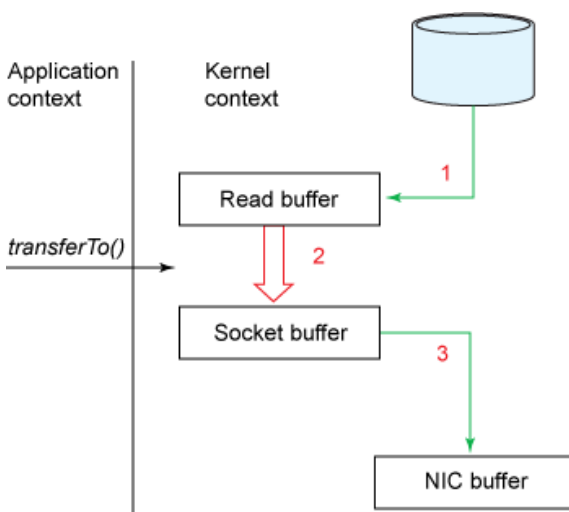 Application
context
Kernel
context
1
Read buffer
transferTo()
2
Socket buffer
3
NIC buffer